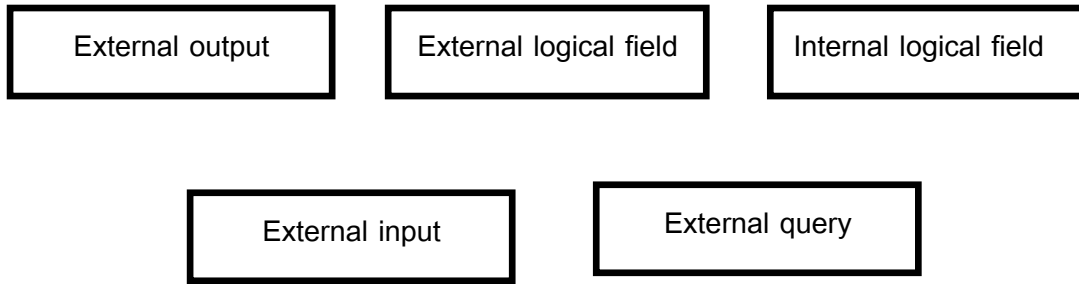 External output
External logical field
Internal logical field
External input
External query